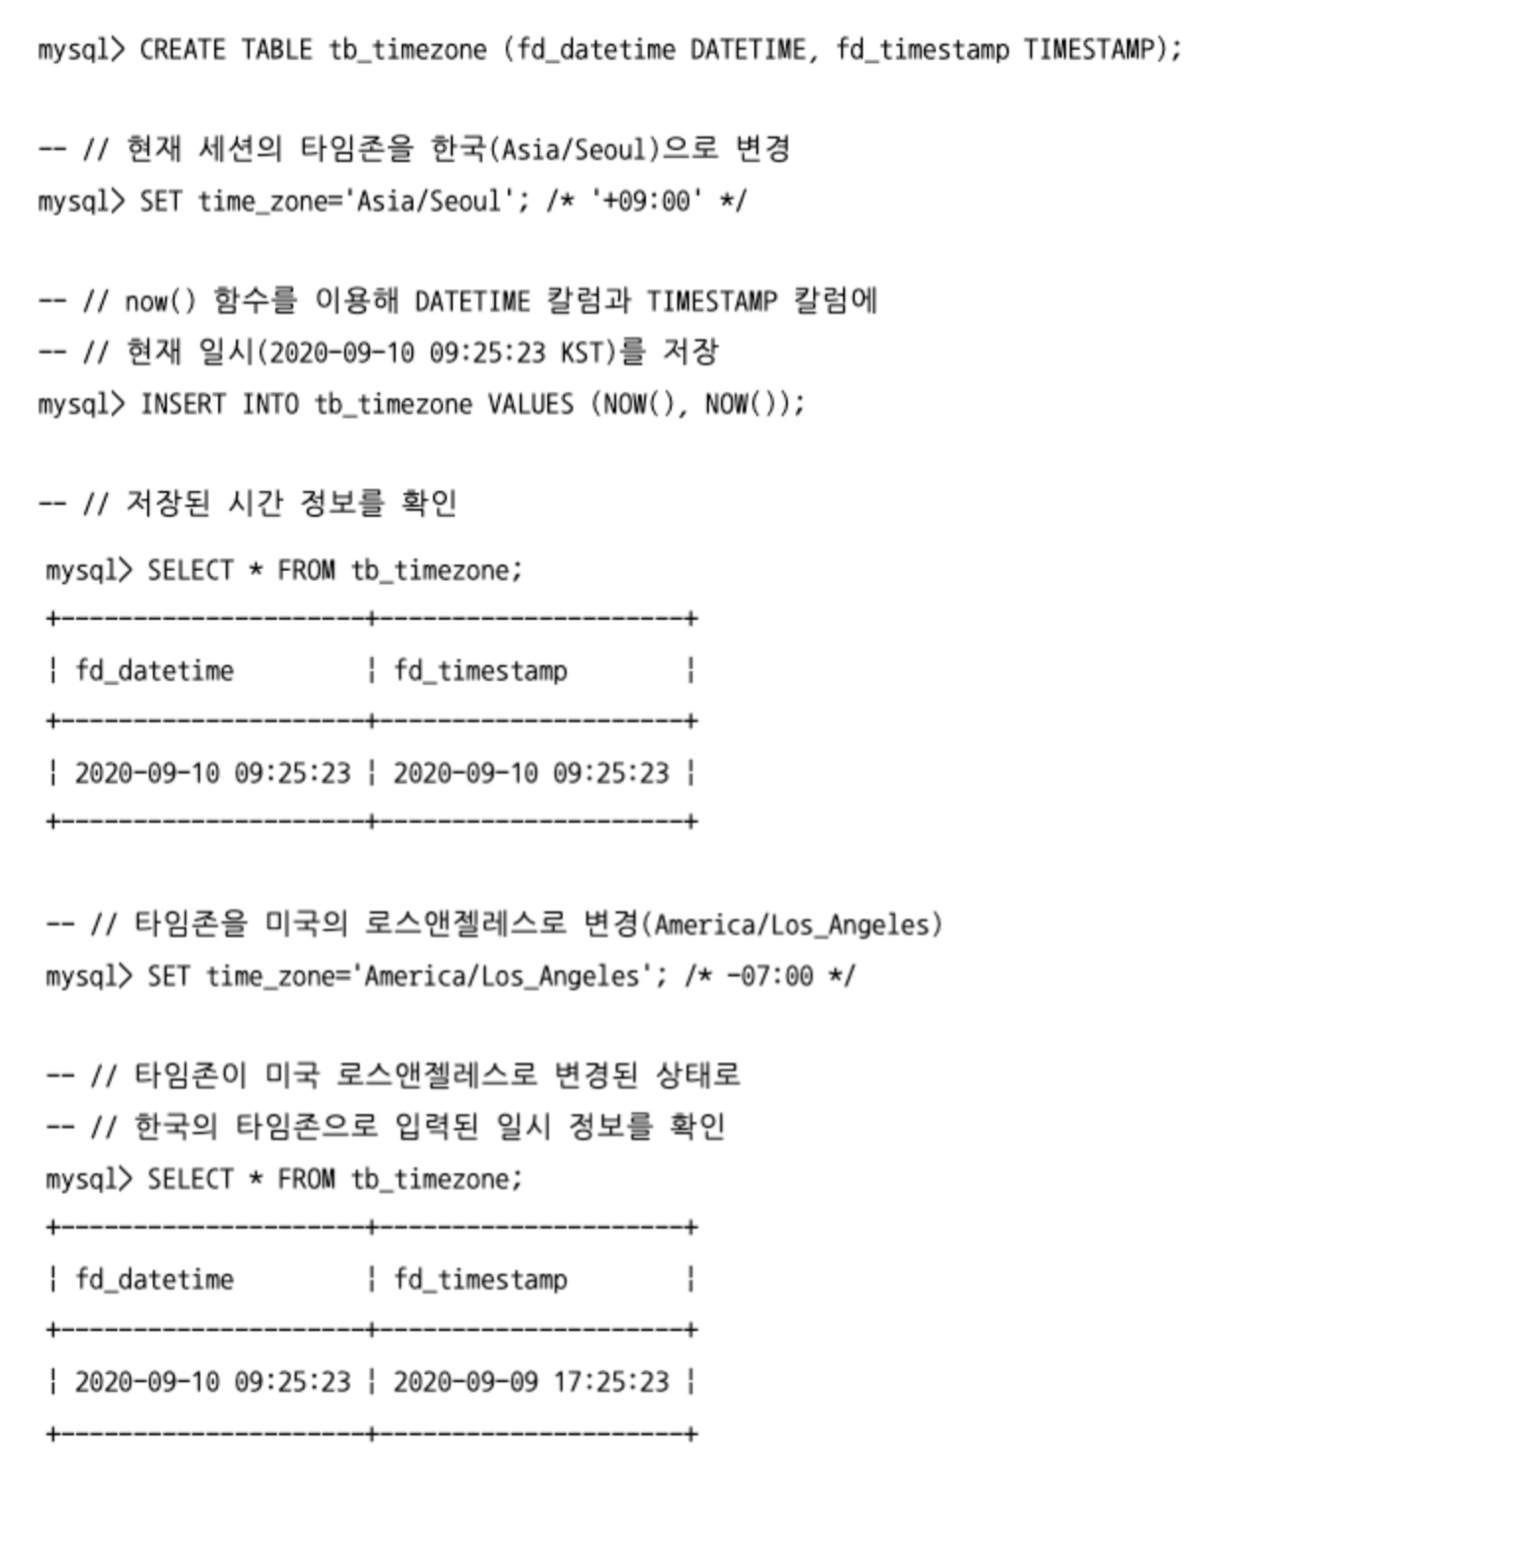 mysql> CREATE TABLE tb_timezone (fd_datetime DATETIME, fd_timestamp TIMESTAMP);
-- // 현재 세션의 타임존을 한국(Asia/Seoul)으로 변경
mysql> SET time_zone='Asia/Seoul'; /* '+09:00' */
-- // now() 함수를 이용해 DATETIME 칼럼과 TIMESTAMP 칼럼에
-- // 현재 일시(2020-09-10 09:25:23 KST)를 저장
mysql> INSERT INTO tb_timezone VALUES (NOW(), NOW());
-- // 저장된 시간 정보를 확인
mysql> SELECT * FROM tb_timezone;
+---------------------+---------------------+
| fd_datetime         | fd_timestamp        |
+---------------------+---------------------+
| 2020-09-10 09:25:23 | 2020-09-10 09:25:23 |
+---------------------+---------------------+
-- // 타임존을 미국의 로스앤젤레스로 변경(America/Los_Angeles)
mysql> SET time_zone='America/Los_Angeles'; /* -07:00 */
-- // 타임존이 미국 로스앤젤레스로 변경된 상태로
-- // 한국의 타임존으로 입력된 일시 정보를 확인
mysql> SELECT * FROM tb_timezone;
+---------------------+---------------------+
| fd_datetime         | fd_timestamp        |
+---------------------+---------------------+
| 2020-09-10 09:25:23 | 2020-09-09 17:25:23 |
+---------------------+---------------------+